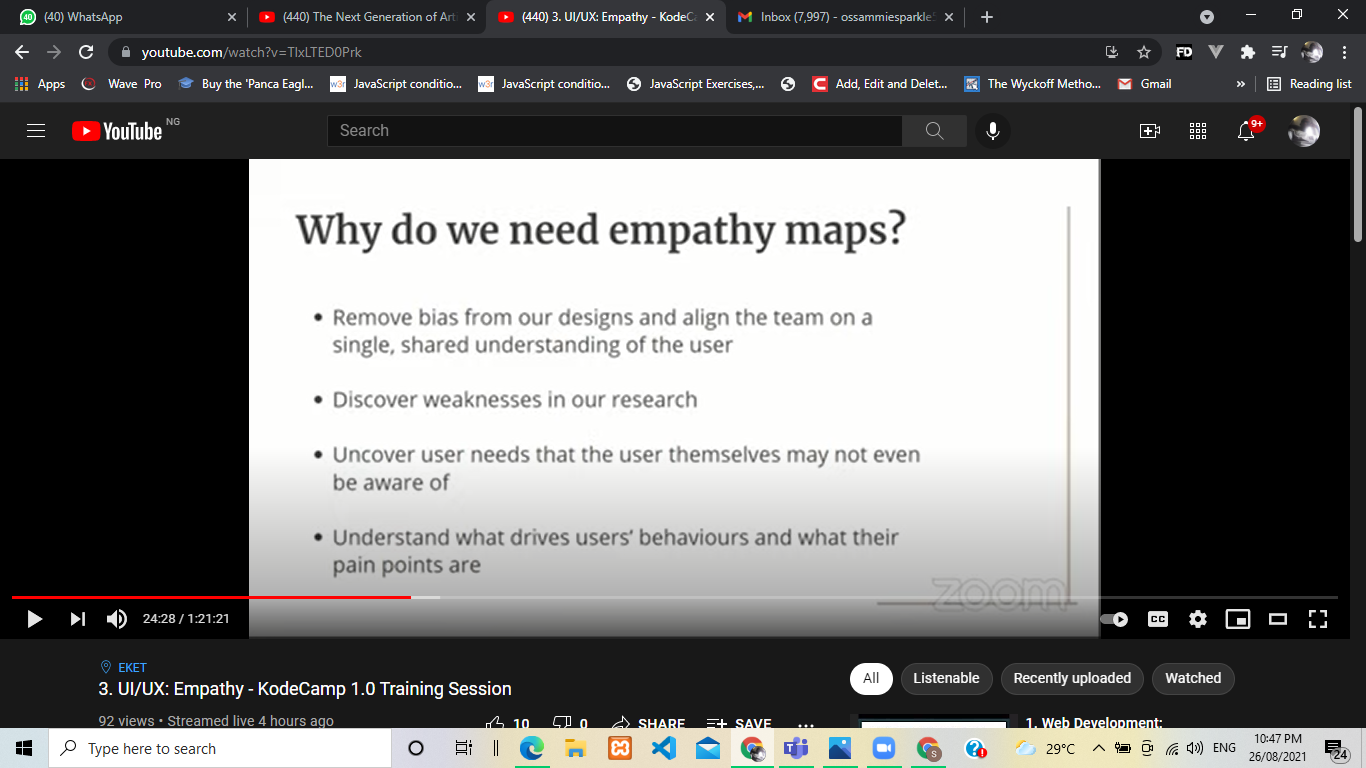 40
(40) WhatsApp
(440) The Next Generation of Art
(440) 3. UI/UX: Empathy - KodeCa
Inbox (7,997) - ossammiesparkle
youtube.com/watch?v=TlxLTED0Prk
FD
Apps
Wave Pro
Buy the 'Panca Eagl...
w3r
JavaScript conditio...
w3r
JavaScript conditio...
JavaScript Exercises,...
Add, Edit and Delet...
The Wyckoff Metho...
Gmail
»
Reading list
YouTube NG
Search
9+
Why do we need empathy maps?
• Remove bias from our designs and align the team on a
single, shared understanding of the user
• Discover weaknesses in our research
• Uncover user needs that the user themselves may not even
be aware of
• Understand what drives users' behaviours and what their
pain points are
zoom
24:28 / 1:21:21
CC
EKET
3. UI/UX: Empathy - KodeCamp 1.0 Training Session
92 views • Streamed live 4 hours ago
10
0
SHARE
SAVE
...
All
Listenable
Recently uploaded
Watched
1. Web Development:
Type here to search
S
29°C
ENG
10:47 PM
26/08/2021
24